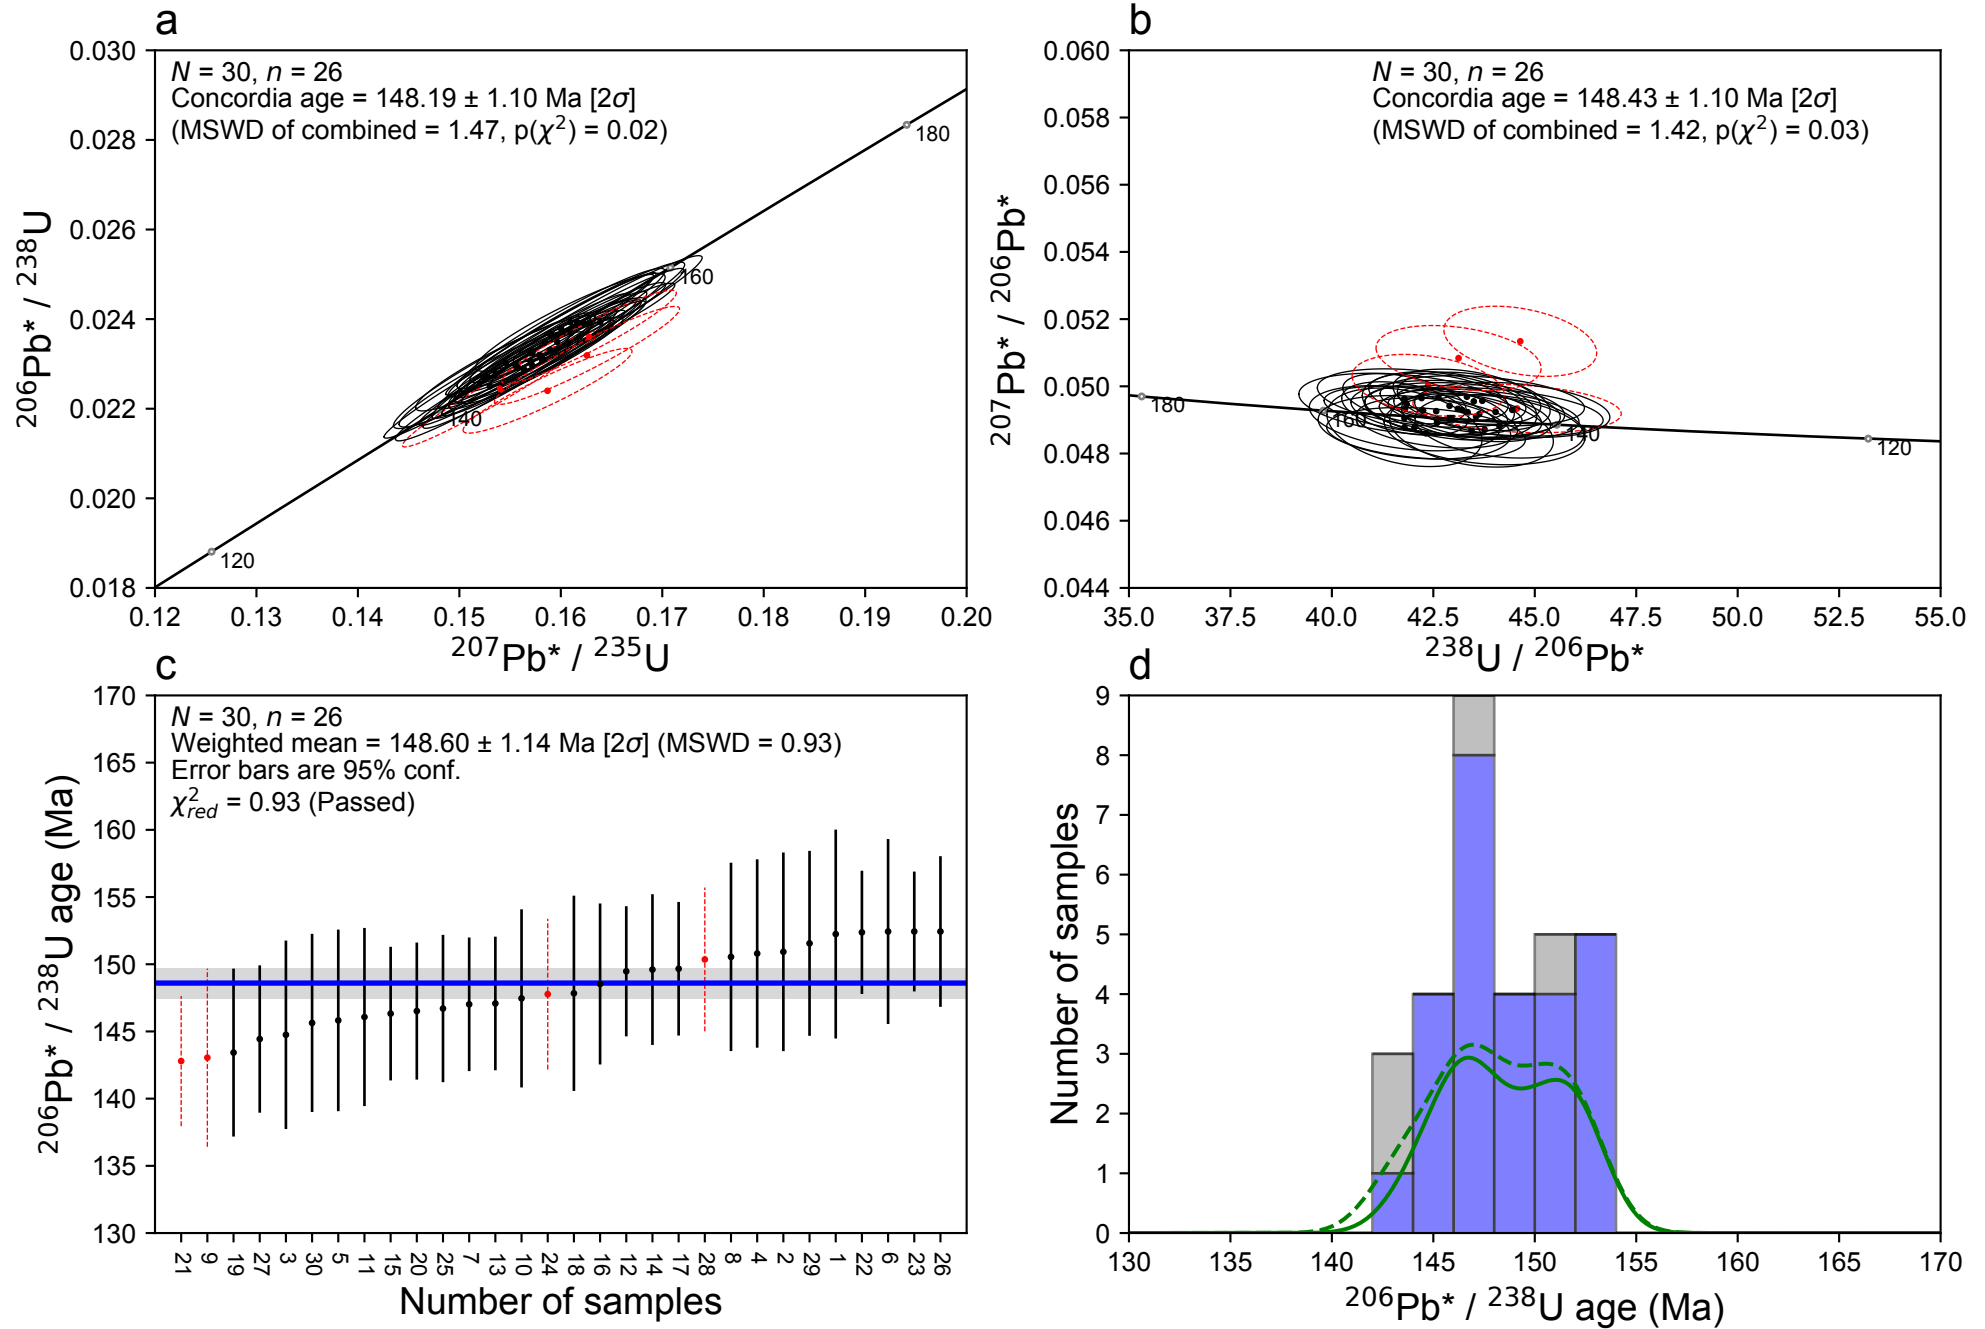 a
N = 30, n = 26
Concordia age = 148.19 ± 1.10 Ma [2σ]
(MSWD of combined = 1.47, p(χ²) = 0.02)
0.030
0.028
0.026
0.024
0.022
0.020
0.018
²⁰⁶Pb* / ²³⁸U
180
160
140
120
0.12 0.13 0.14 0.15 0.16 0.17 0.18 0.19 0.20
²⁰⁷Pb* / ²³⁵U
b
N = 30, n = 26
Concordia age = 148.43 ± 1.10 Ma [2σ]
(MSWD of combined = 1.42, p(χ²) = 0.03)
0.060
0.058
0.056
0.054
0.052
0.050
0.048
0.046
0.044
²⁰⁷Pb* / ²⁰⁶Pb*
180
160
140
120
35.0 37.5 40.0 42.5 45.0 47.5 50.0 52.5 55.0
²³⁸U / ²⁰⁶Pb*
c
N = 30, n = 26
Weighted mean = 148.60 ± 1.14 Ma [2σ] (MSWD = 0.93)
Error bars are 95% conf.
χ²red = 0.93 (Passed)
170
165
160
155
150
145
140
135
130
²⁰⁶Pb* / ²³⁸U age (Ma)
21 9 19 27 3 30 5 11 15 20 25 7 13 10 24 18 16 12 14 17 28 8 4 2 29 1 22 6 23 26
Number of samples
d
9
8
7
6
5
4
3
2
1
0
Number of samples
130 135 140 145 150 155 160 165 170
²⁰⁶Pb* / ²³⁸U age (Ma)